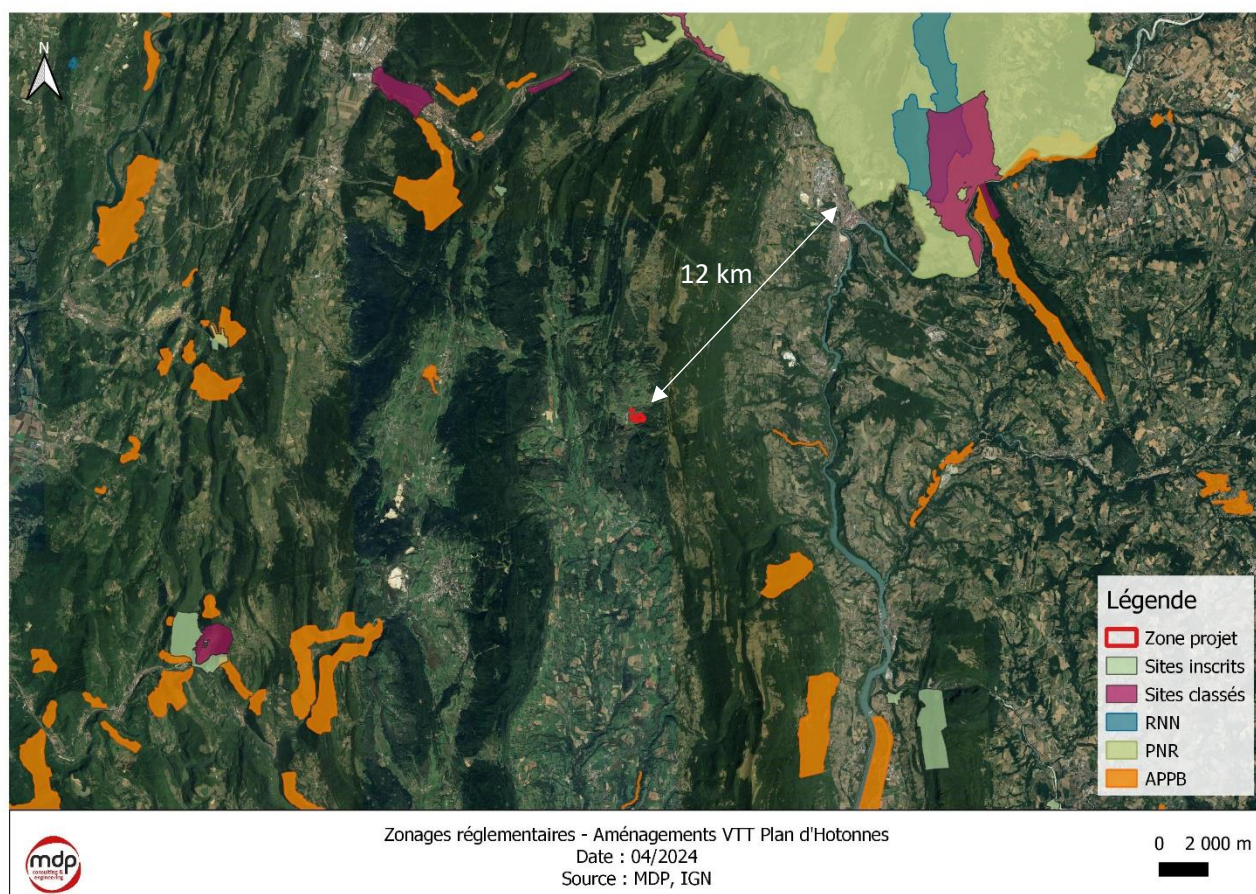 N
12 km
Légende
Zone projet
Sites inscrits
Sites classés
RNN
PNR
APPB
mdp
consulting &
engineering
Zonages réglementaires - Aménagements VTT Plan d'Hotonnes
Date : 04/2024
Source : MDP, IGN
0 2 000 m